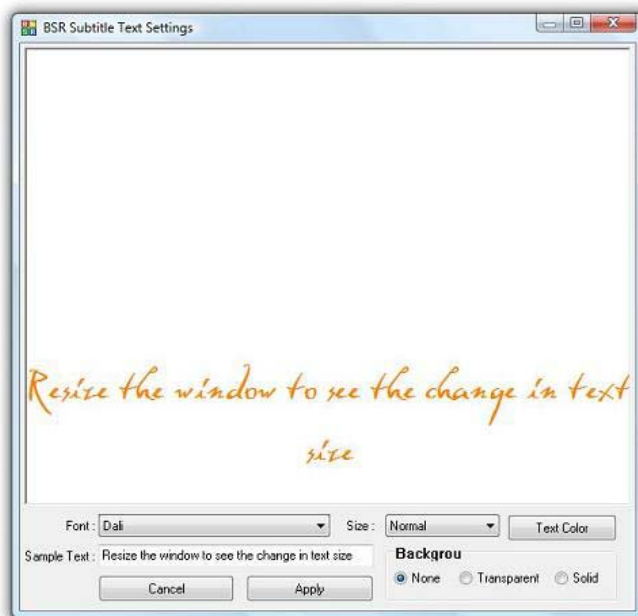 BSR Subtitle Text Settings
Resize the window to see the change in text
size
Font : Dali Size : Normal Text Color
Sample Text : Resize the window to see the change in text size Backgrou
Cancel Apply None Transparent Solid